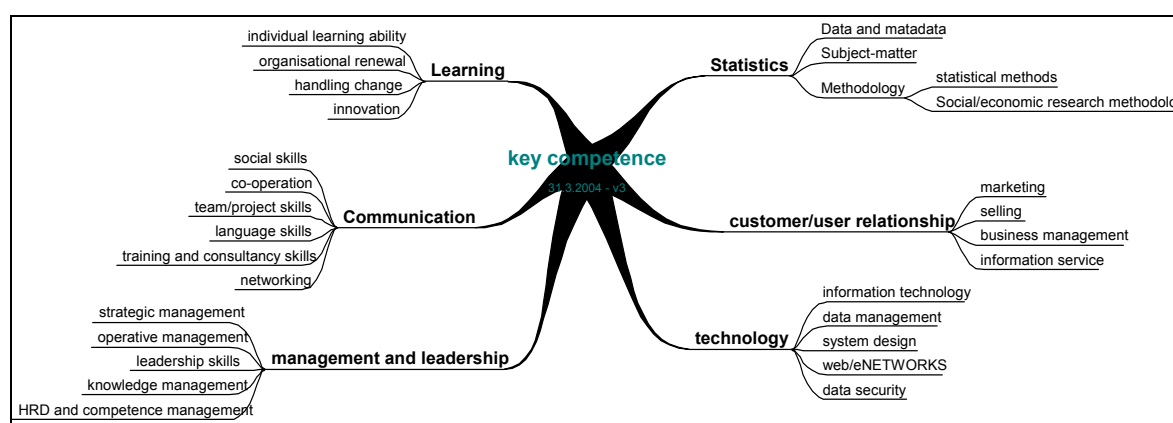 individual learning ability
organisational renewal
handling change
innovation
Learning
social skills
co-operation
team/project skills
language skills
training and consultancy skills
networking
Communication
strategic management
operative management
leadership skills
knowledge management
HRD and competence management
management and leadership
key competence
31.3.2004 - v3
Statistics
Data and matadata
Subject-matter
Methodology
statistical methods
Social/economic research methodolo
customer/user relationship
marketing
selling
business management
information service
technology
information technology
data management
system design
web/eNETWORKS
data security